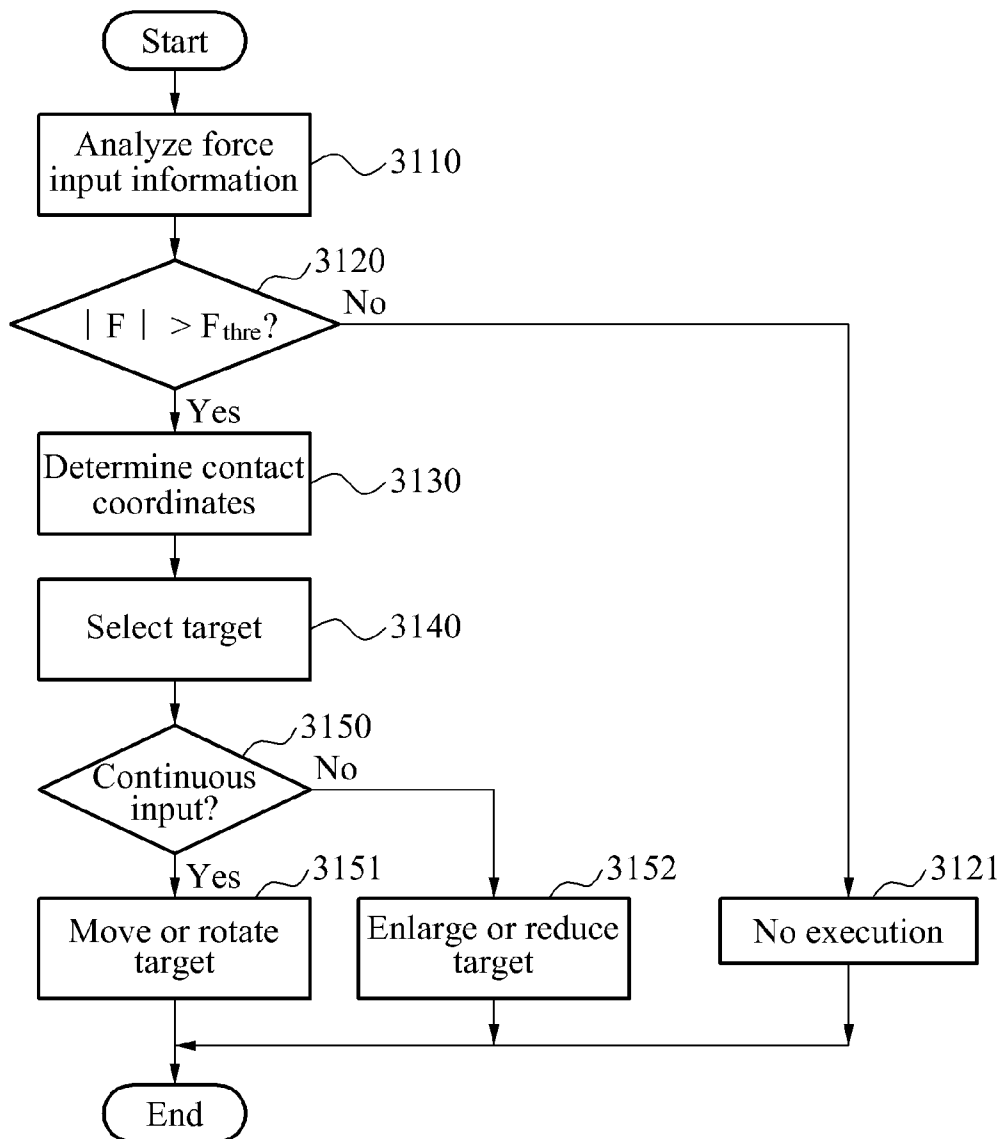 Start
Analyze force
input information
3110
3120
| F | > Fthre?
No
Yes
Determine contact
coordinates
3130
Select target
3140
3150
Continuous
input?
No
Yes
3151
Move or rotate
target
3152
Enlarge or reduce
target
3121
No execution
End